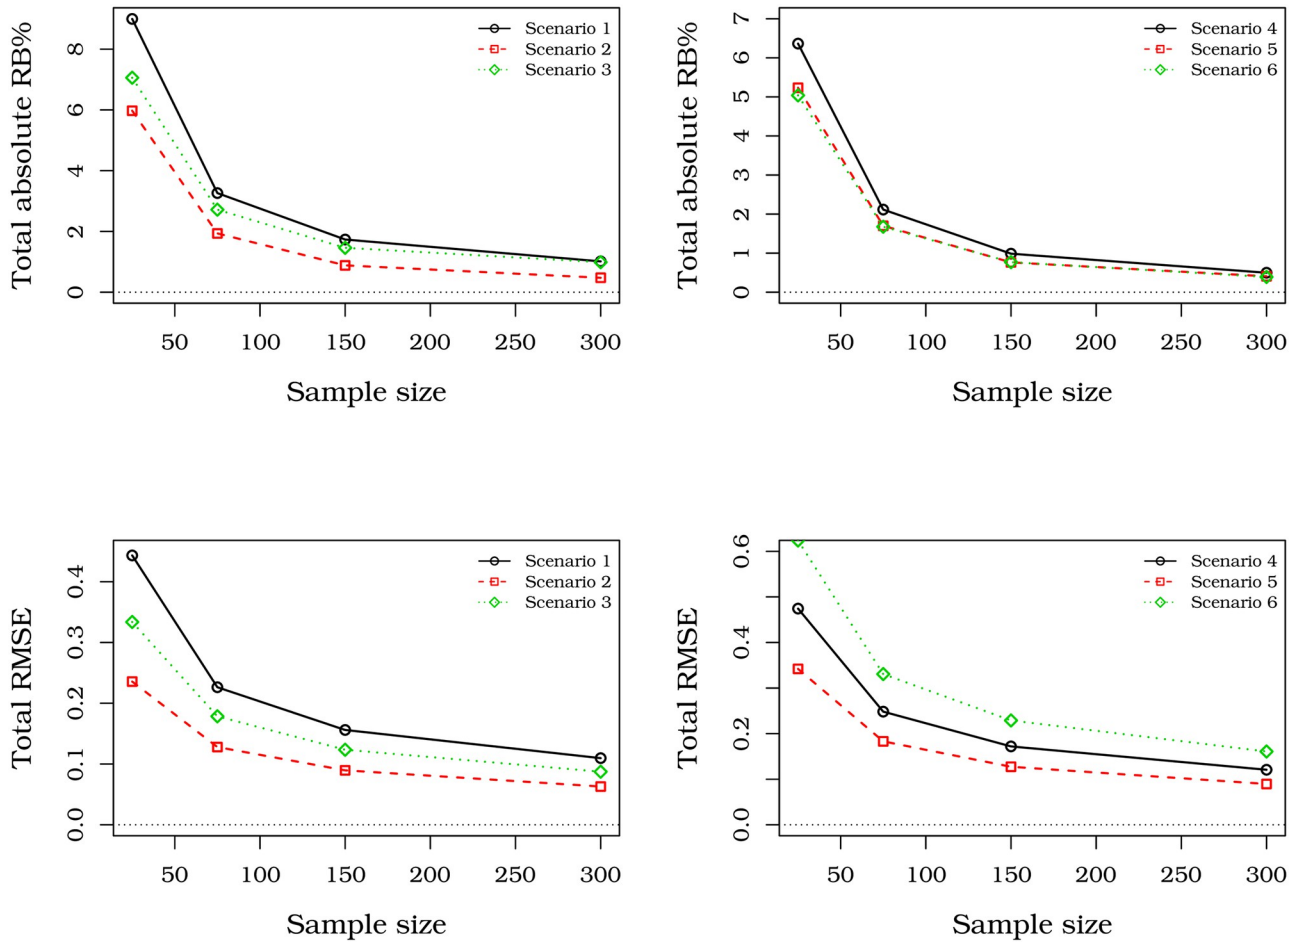 Total absolute RB%
8
6
4
2
0
Scenario 1
Scenario 2
Scenario 3
50 100 150 200 250 300
Sample size
Total absolute RB%
7
6
5
4
3
2
1
0
Scenario 4
Scenario 5
Scenario 6
50 100 150 200 250 300
Sample size
Total RMSE
0.4
0.3
0.2
0.1
0.0
Scenario 1
Scenario 2
Scenario 3
50 100 150 200 250 300
Sample size
Total RMSE
0.6
0.4
0.2
0.0
Scenario 4
Scenario 5
Scenario 6
50 100 150 200 250 300
Sample size